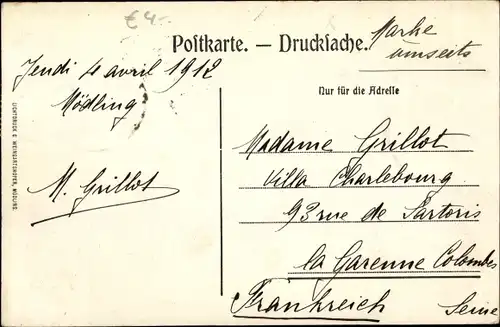 € 4.-
Postkarte. — Drucksache.
Marke
umseits
Jeudi 4 avril 1912
Mödling
M. Grillot
Nur für die Adresse
Madame Grillot
Villa Charlebourg
93 rue de Sartoris
la Garenne Colombes
Frankreich Seine